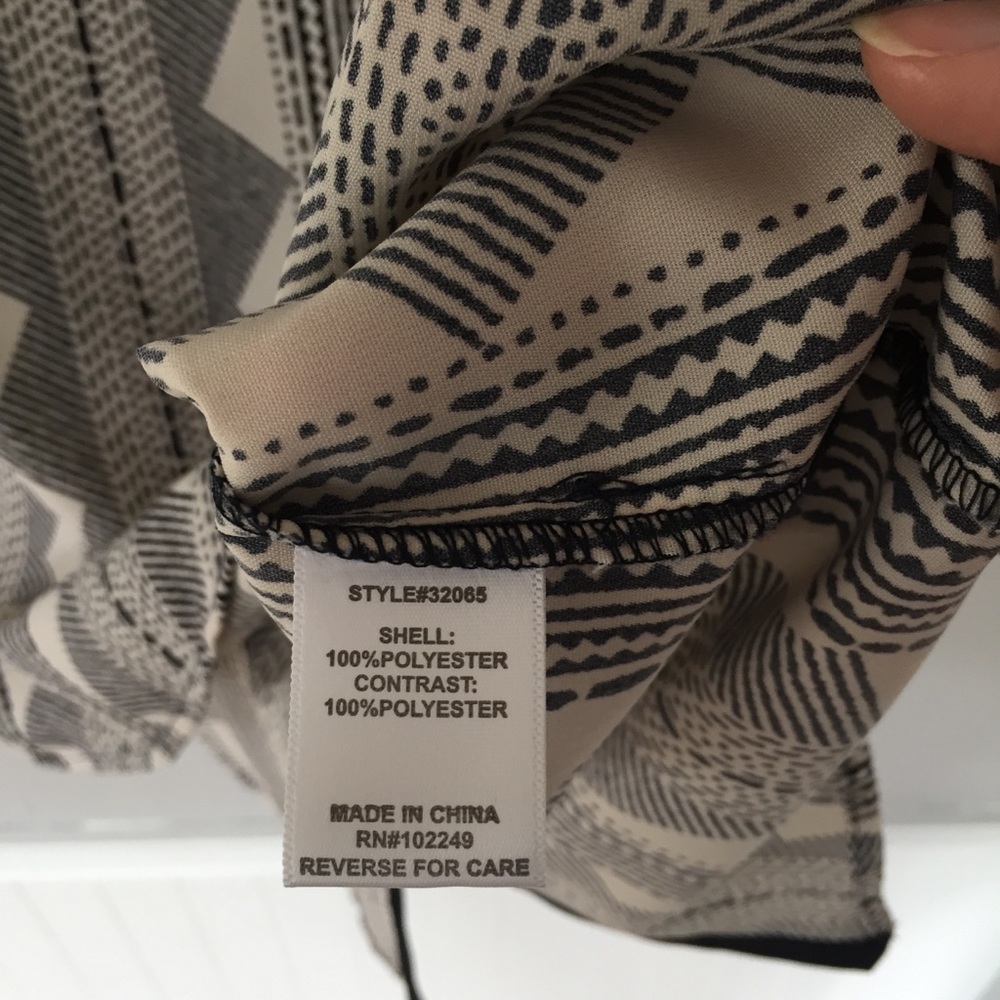 STYLE#32065
SHELL:
100%POLYESTER
CONTRAST:
100%POLYESTER
MADE IN CHINA
RN#102249
REVERSE FOR CARE